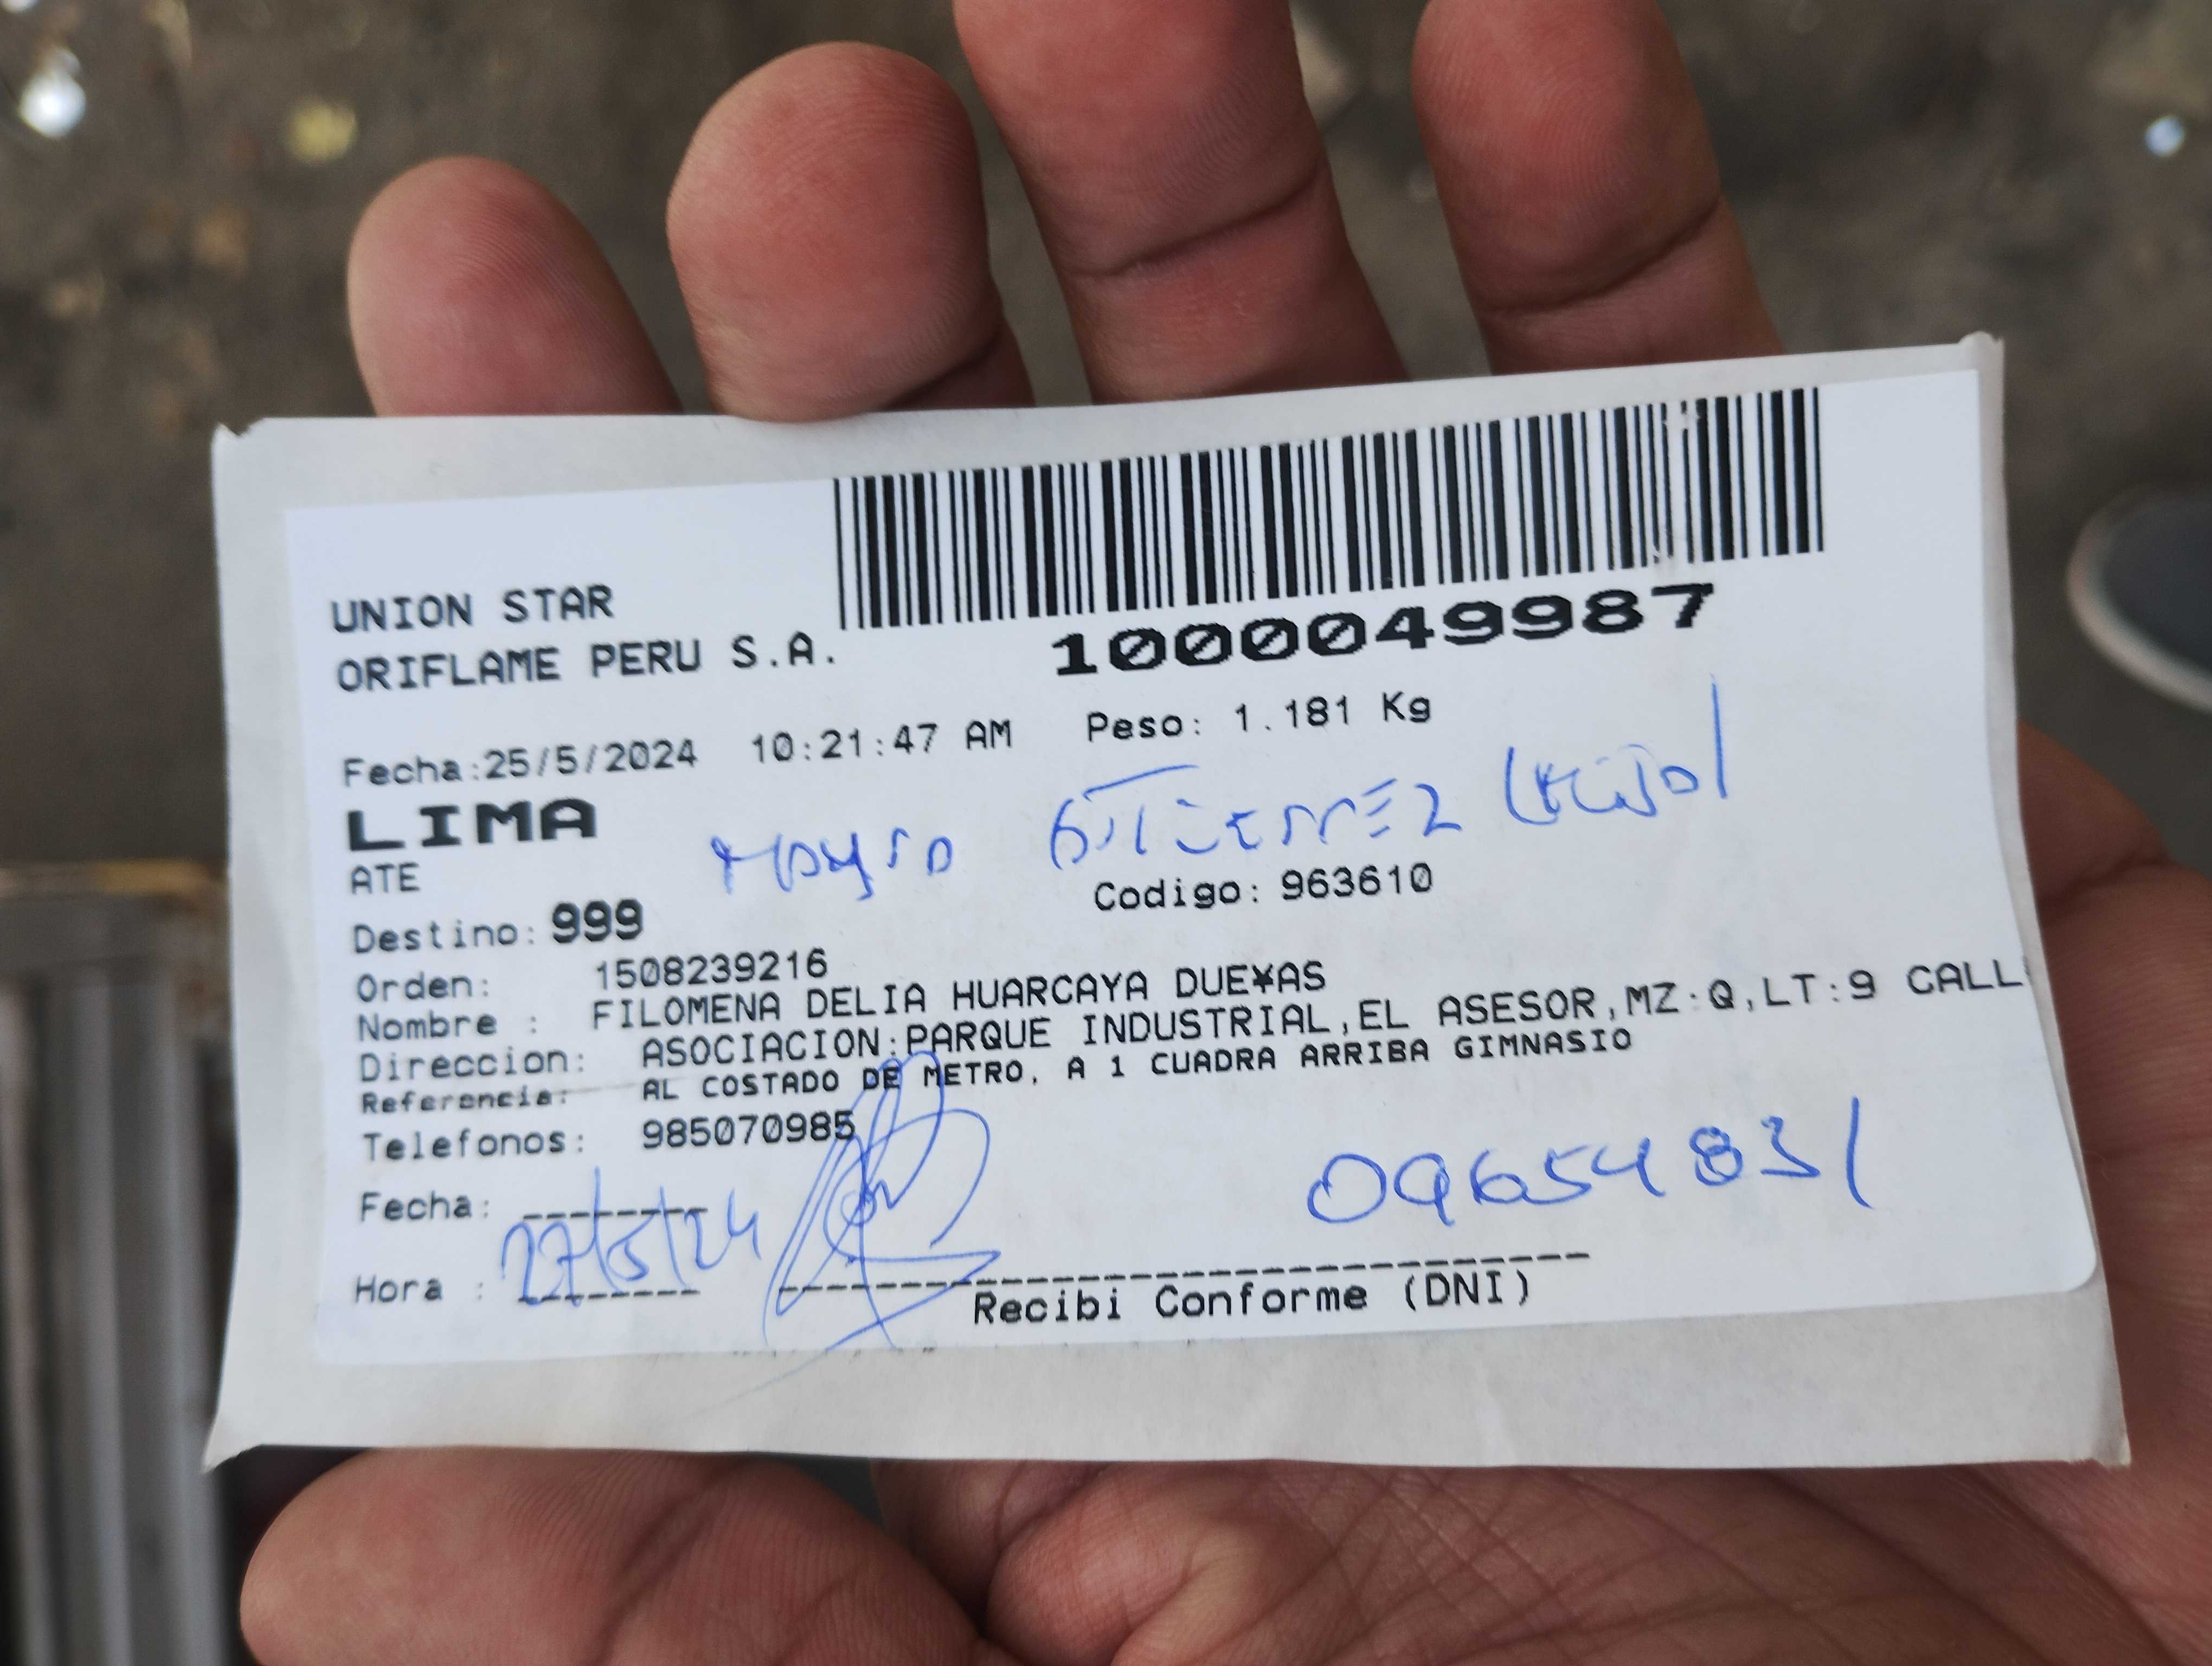 UNION STAR
ORIFLAME PERU S.A.
1000049987
Fecha:25/5/2024 10:21:47 AM Peso: 1.181 Kg
LIMA
ATE
Codigo: 963610
Destino: 999
Orden: 1508239216
Nombre : FILOMENA DELIA HUARCAYA DUE¥AS
Direccion: ASOCIACION:PARQUE INDUSTRIAL,EL ASESOR,MZ:Q,LT:9 CALL
Referencia: AL COSTADO DE METRO, A 1 CUADRA ARRIBA GIMNASIO
Telefonos: 985070985
09654831
Fecha: 27/5/24
Hora :
Recibi Conforme (DNI)